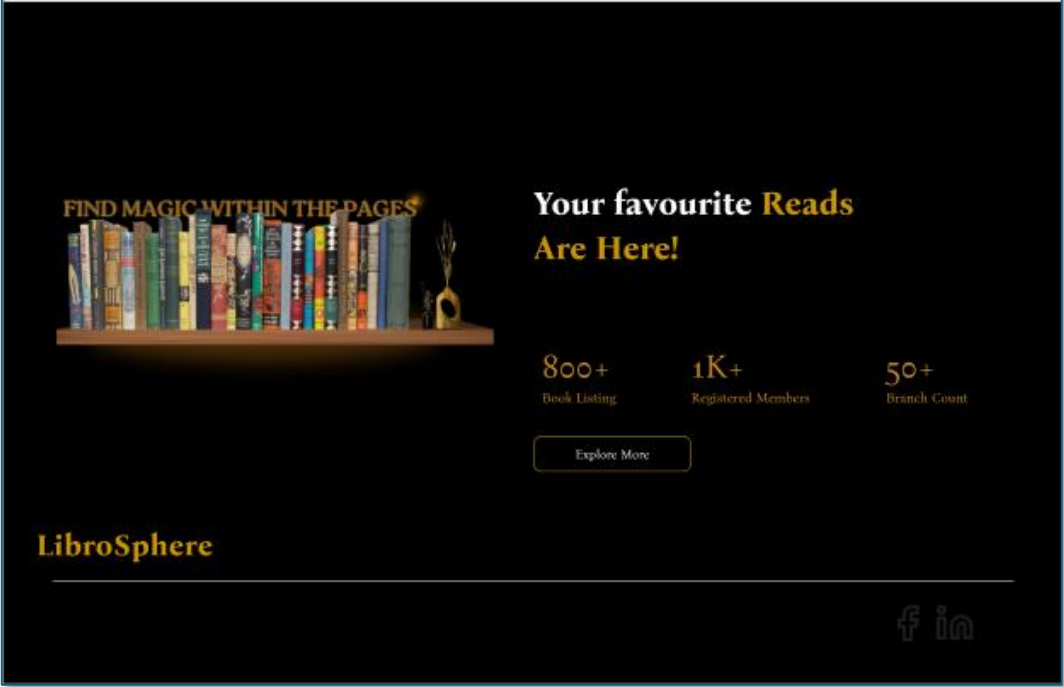 FIND MAGIC WITHIN THE PAGES
Your favourite Reads
Are Here!
800+
Book Listing
1K+
Registered Members
50+
Branch Count
Explore More
LibroSphere
f in